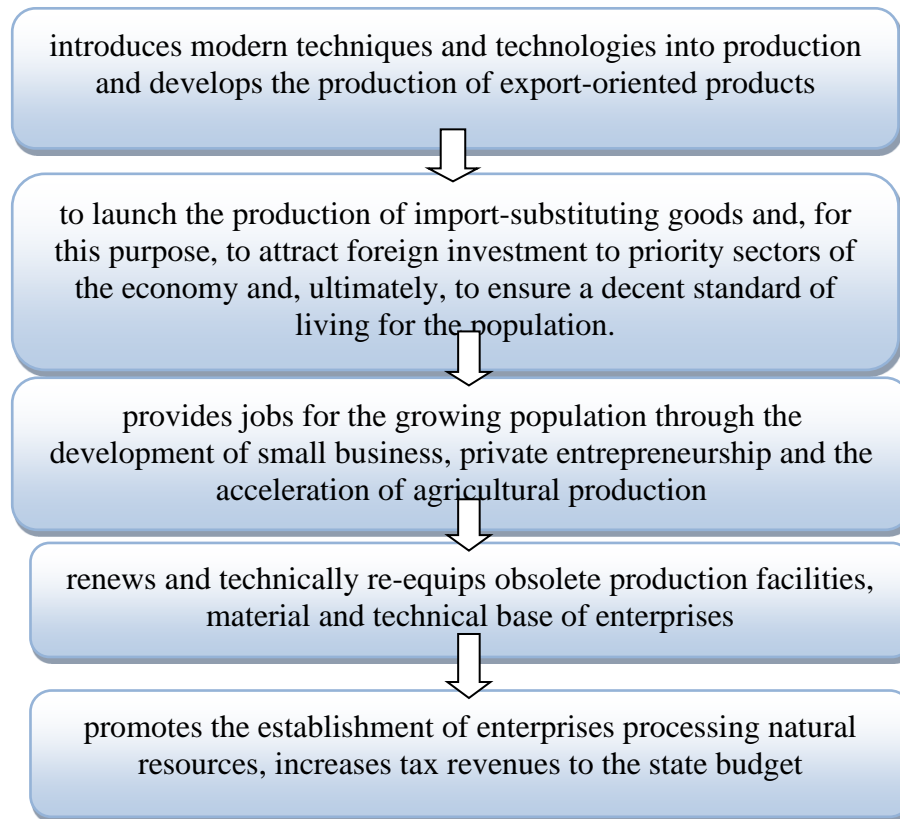 introduces modern techniques and technologies into production
and develops the production of export-oriented products
to launch the production of import-substituting goods and, for
this purpose, to attract foreign investment to priority sectors of
the economy and, ultimately, to ensure a decent standard of
living for the population.
provides jobs for the growing population through the
development of small business, private entrepreneurship and the
acceleration of agricultural production
renews and technically re-equips obsolete production facilities,
material and technical base of enterprises
promotes the establishment of enterprises processing natural
resources, increases tax revenues to the state budget